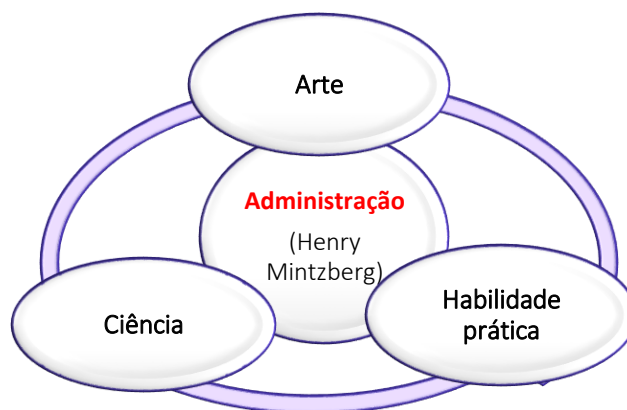 Arte
Administração
(Henry
Mintzberg)
Ciência
Habilidade
prática